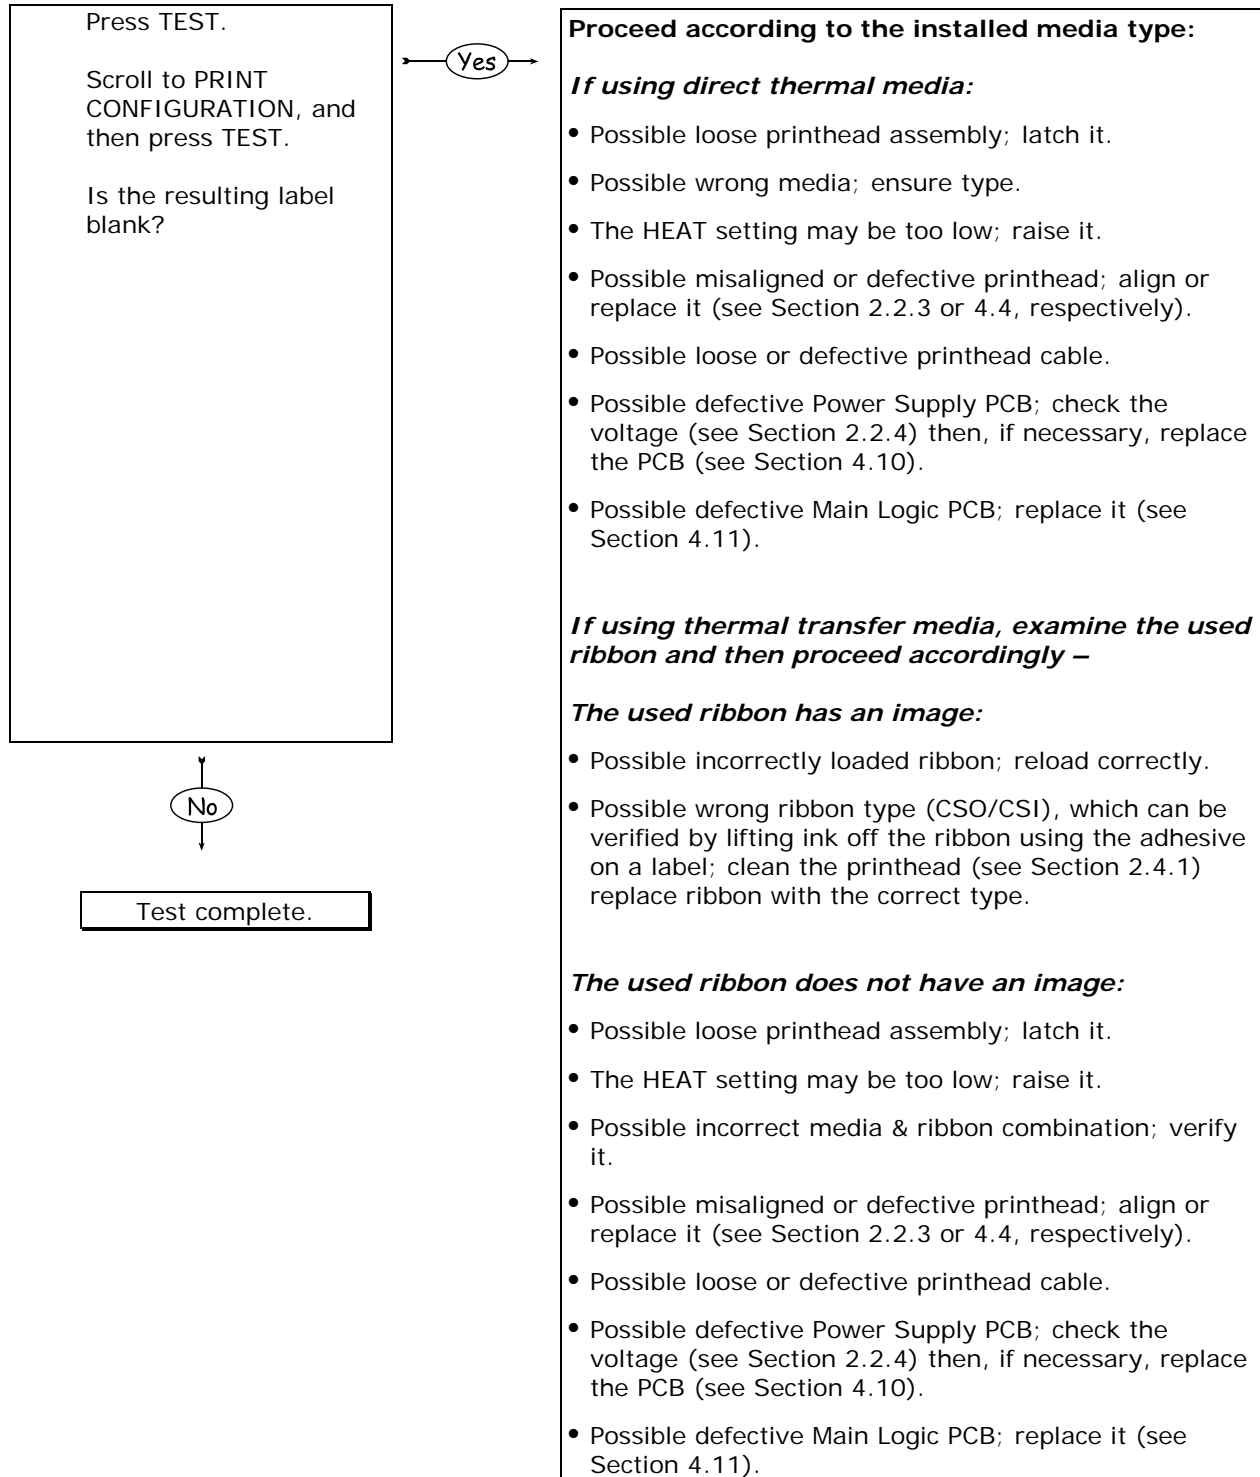 Press TEST.
Scroll to PRINT
CONFIGURATION, and
then press TEST.
Is the resulting label
blank?
Yes
No
Test complete.
Proceed according to the installed media type:
If using direct thermal media:
• Possible loose printhead assembly; latch it.
• Possible wrong media; ensure type.
• The HEAT setting may be too low; raise it.
• Possible misaligned or defective printhead; align or
replace it (see Section 2.2.3 or 4.4, respectively).
• Possible loose or defective printhead cable.
• Possible defective Power Supply PCB; check the
voltage (see Section 2.2.4) then, if necessary, replace
the PCB (see Section 4.10).
• Possible defective Main Logic PCB; replace it (see
Section 4.11).
If using thermal transfer media, examine the used
ribbon and then proceed accordingly –
The used ribbon has an image:
• Possible incorrectly loaded ribbon; reload correctly.
• Possible wrong ribbon type (CSO/CSI), which can be
verified by lifting ink off the ribbon using the adhesive
on a label; clean the printhead (see Section 2.4.1)
replace ribbon with the correct type.
The used ribbon does not have an image:
• Possible loose printhead assembly; latch it.
• The HEAT setting may be too low; raise it.
• Possible incorrect media & ribbon combination; verify
it.
• Possible misaligned or defective printhead; align or
replace it (see Section 2.2.3 or 4.4, respectively).
• Possible loose or defective printhead cable.
• Possible defective Power Supply PCB; check the
voltage (see Section 2.2.4) then, if necessary, replace
the PCB (see Section 4.10).
• Possible defective Main Logic PCB; replace it (see
Section 4.11).